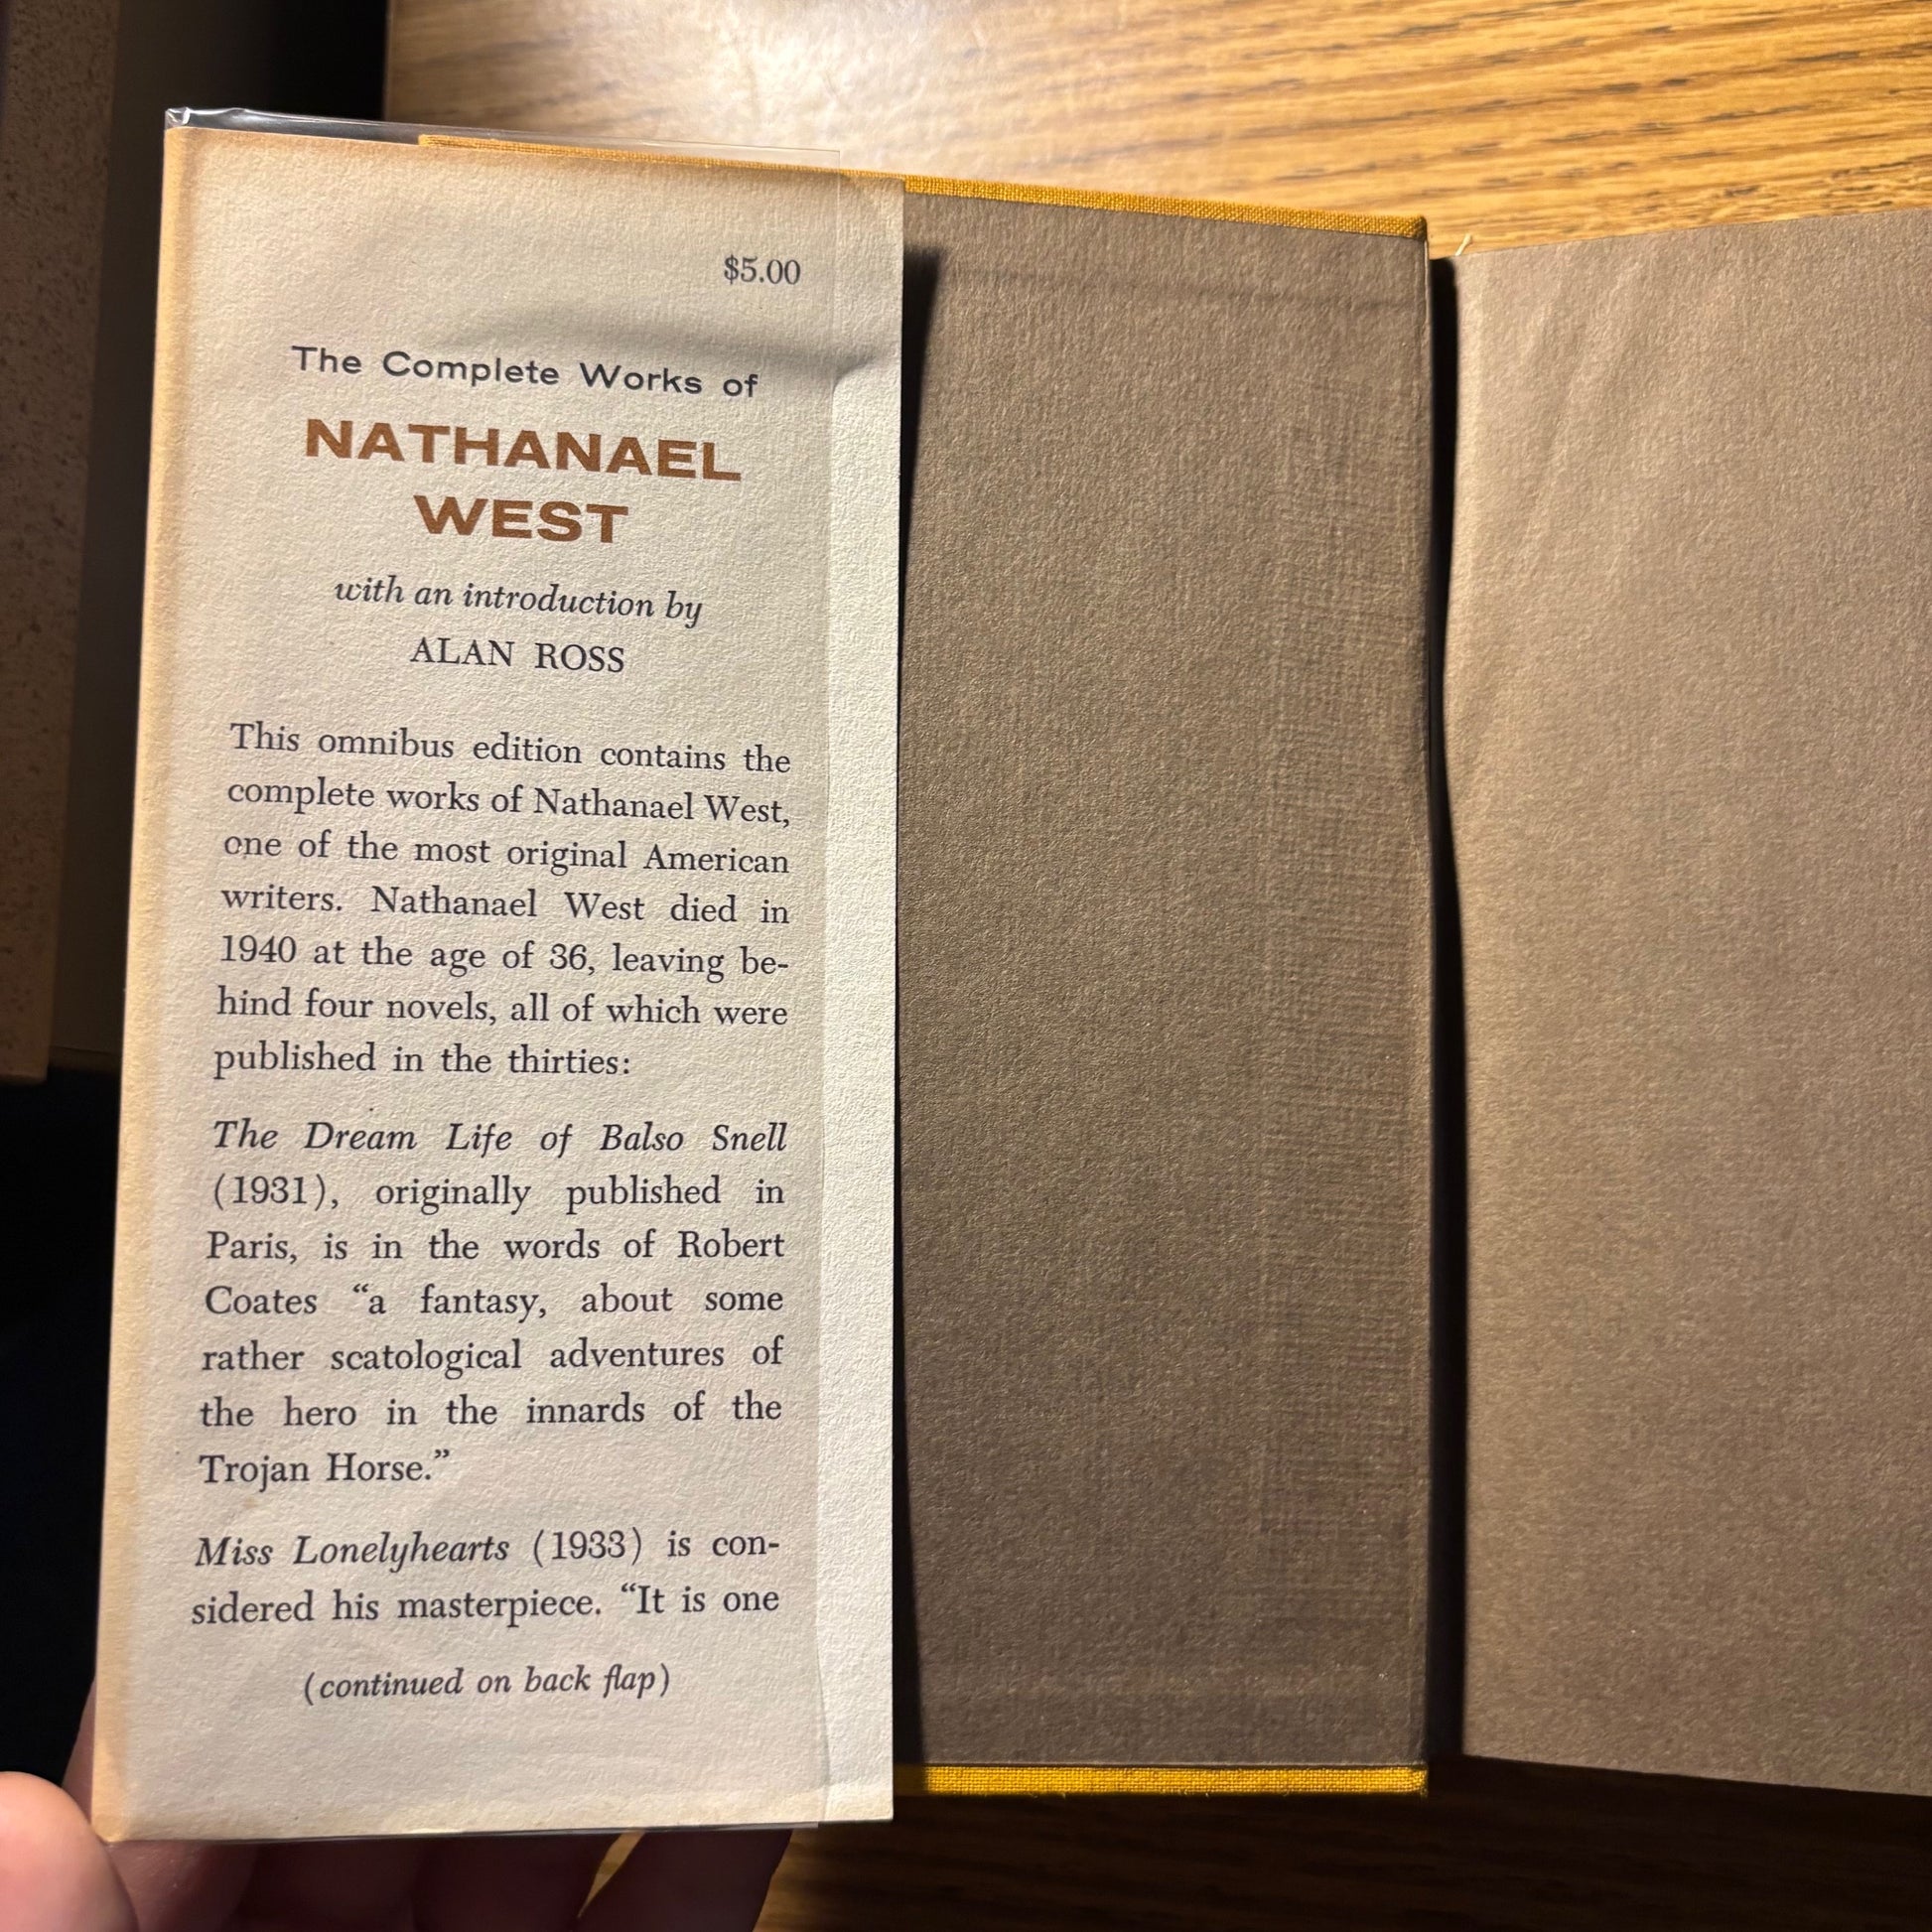 $5.00
The Complete Works of
NATHANAEL
WEST
with an introduction by
ALAN ROSS
This omnibus edition contains the
complete works of Nathanael West,
one of the most original American
writers. Nathanael West died in
1940 at the age of 36, leaving be-
hind four novels, all of which were
published in the thirties:
The Dream Life of Balso Snell
(1931), originally published in
Paris, is in the words of Robert
Coates “a fantasy, about some
rather scatological adventures of
the hero in the innards of the
Trojan Horse.”
Miss Lonelyhearts (1933) is con-
sidered his masterpiece. “It is one
(continued on back flap)